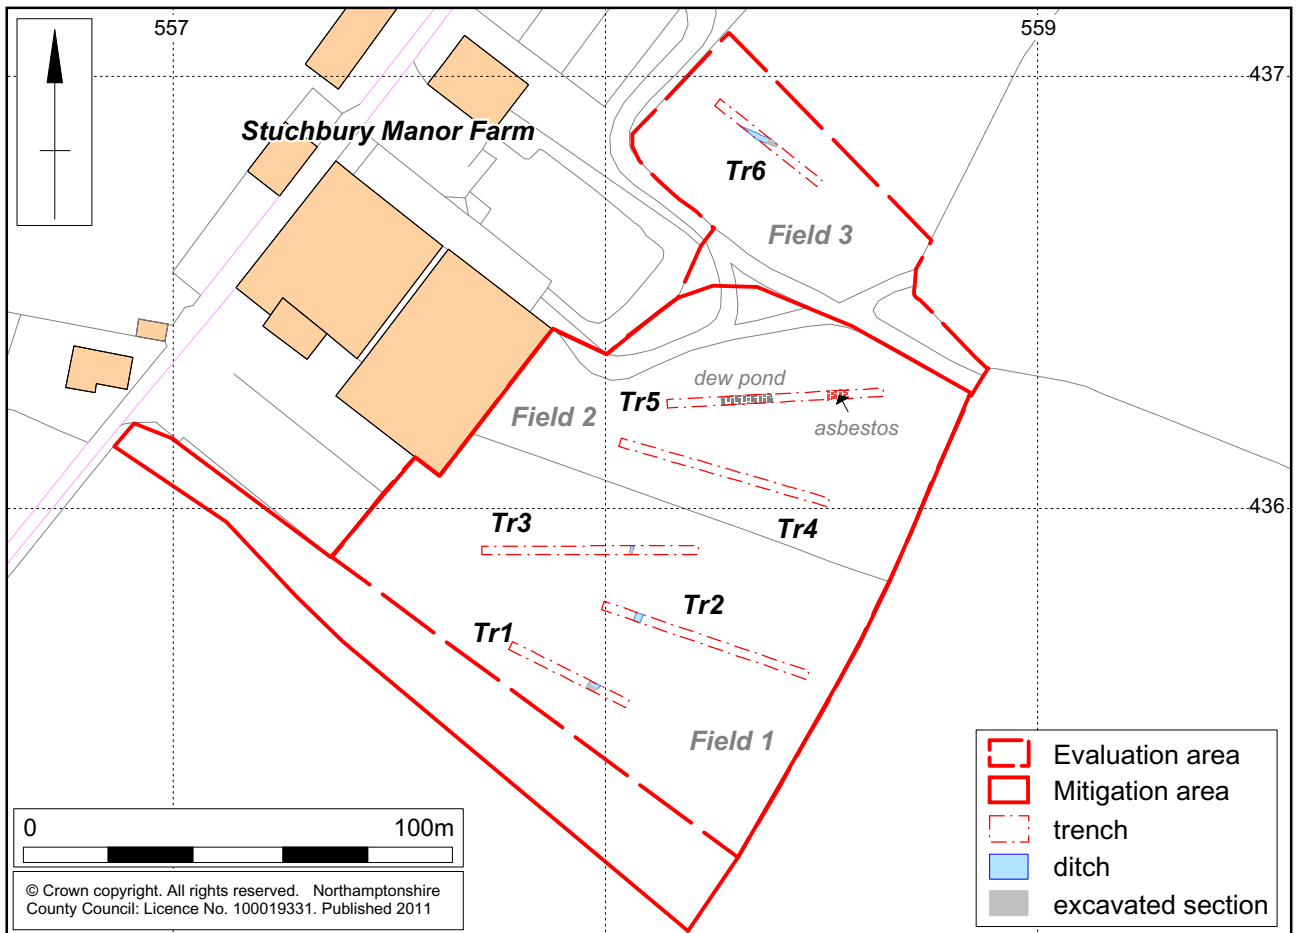 557
559
437
Stuchbury Manor Farm
Tr6
Field 3
dew pond
Tr5
Field 2
asbestos
436
Tr3
Tr4
Tr2
Tr1
Field 1
Evaluation area
Mitigation area
trench
ditch
excavated section
0 100m
© Crown copyright. All rights reserved. Northamptonshire
County Council: Licence No. 100019331. Published 2011